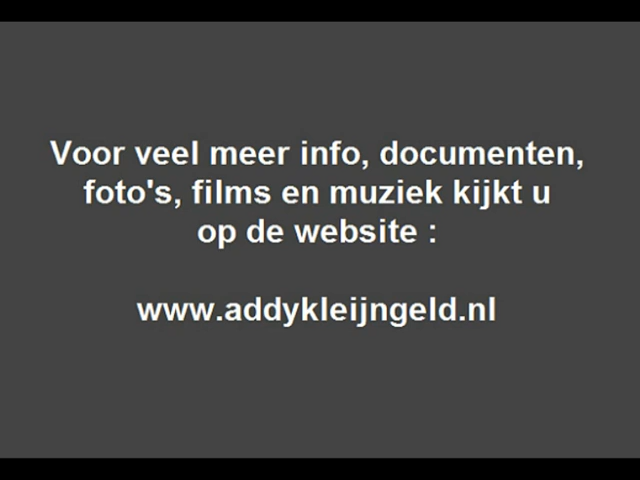 Voor veel meer info, documenten,
foto's, films en muziek kijkt u
op de website :
www.addykleijngeld.nl